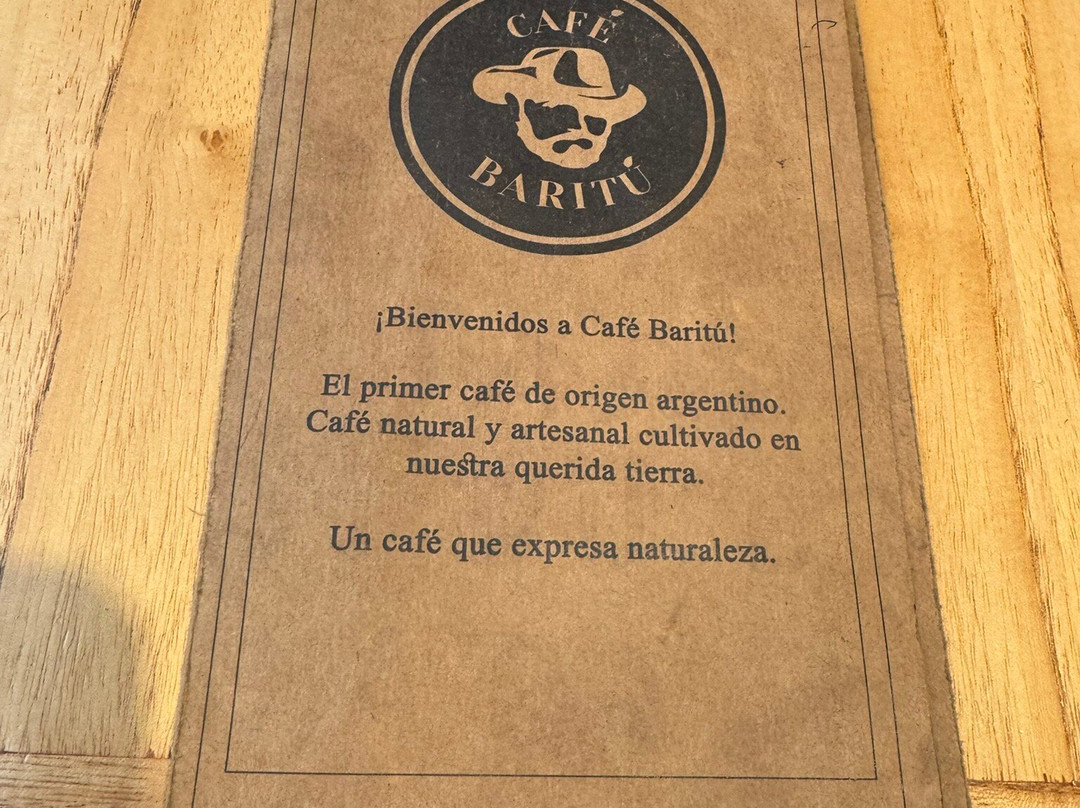 CAFÉ
BARITÚ
¡Bienvenidos a Café Baritú!
El primer café de origen argentino.
Café natural y artesanal cultivado en
nuestra querida tierra.
Un café que expresa naturaleza.